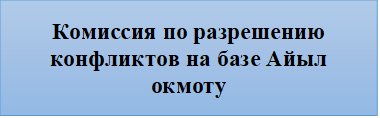 Комиссия по разрешению
конфликтов на базе Айыл
окмоту